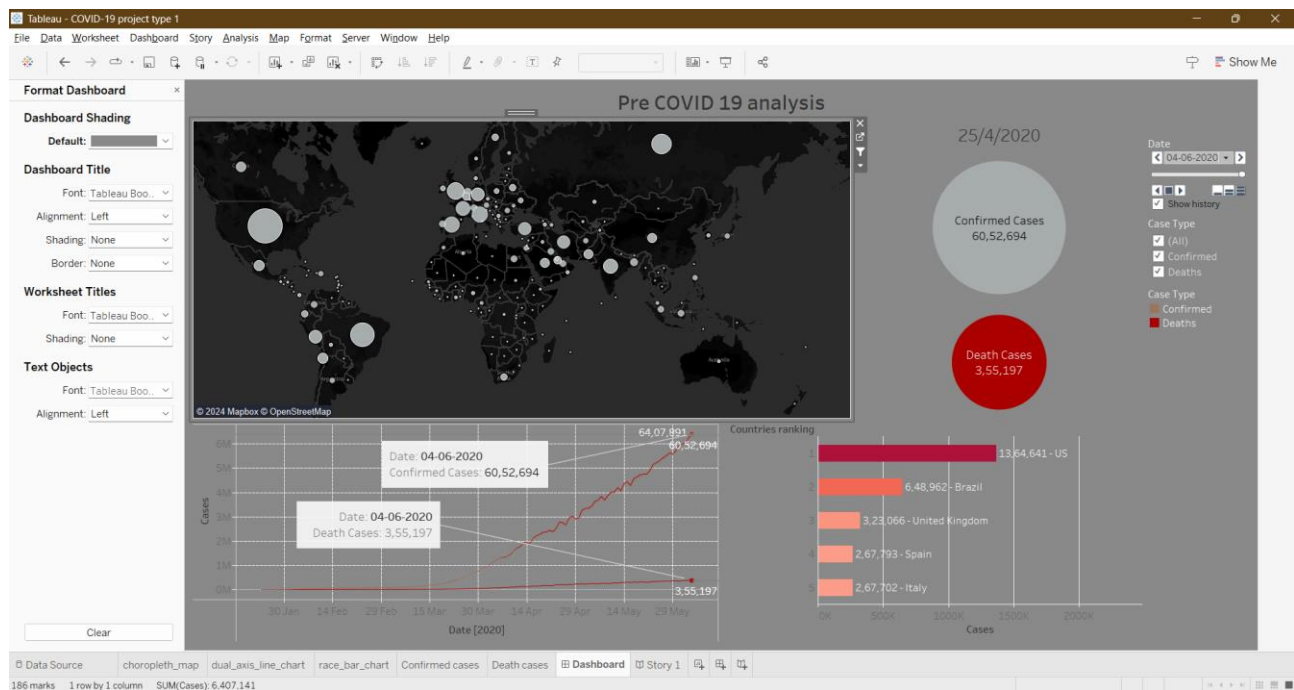 Tableau - COVID-19 project type 1
File Data Worksheet Dashboard Story Analysis Map Format Server Window Help
Show Me
Format Dashboard
Dashboard Shading
Default:
Dashboard Title
Font: Tableau Boo..
Alignment: Left
Shading: None
Border: None
Worksheet Titles
Font: Tableau Boo..
Shading: None
Text Objects
Font: Tableau Boo..
Alignment: Left
Clear
Pre COVID 19 analysis
© 2024 Mapbox © OpenStreetMap
25/4/2020
Confirmed Cases
60,52,694
Death Cases
3,55,197
Date
04-06-2020
Show history
Case Type
(All)
Confirmed
Deaths
Case Type
Confirmed
Deaths
Cases
6M
5M
4M
3M
2M
1M
0M
64,07,891
60,52,694
Date: 04-06-2020
Confirmed Cases: 60,52,694
Date: 04-06-2020
Death Cases: 3,55,197
3,55,197
30 Jan 14 Feb 29 Feb 15 Mar 30 Mar 14 Apr 29 Apr 14 May 29 May
Date [2020]
Countries ranking
1 13,64,641 - US
2 6,48,962 - Brazil
3 3,23,066 - United Kingdom
4 2,67,793 - Spain
5 2,67,702 - Italy
0K 500K 1000K 1500K 2000K
Cases
Data Source choropleth_map dual_axis_line_chart race_bar_chart Confirmed cases Death cases Dashboard Story 1
186 marks 1 row by 1 column SUM(Cases): 6,407,141